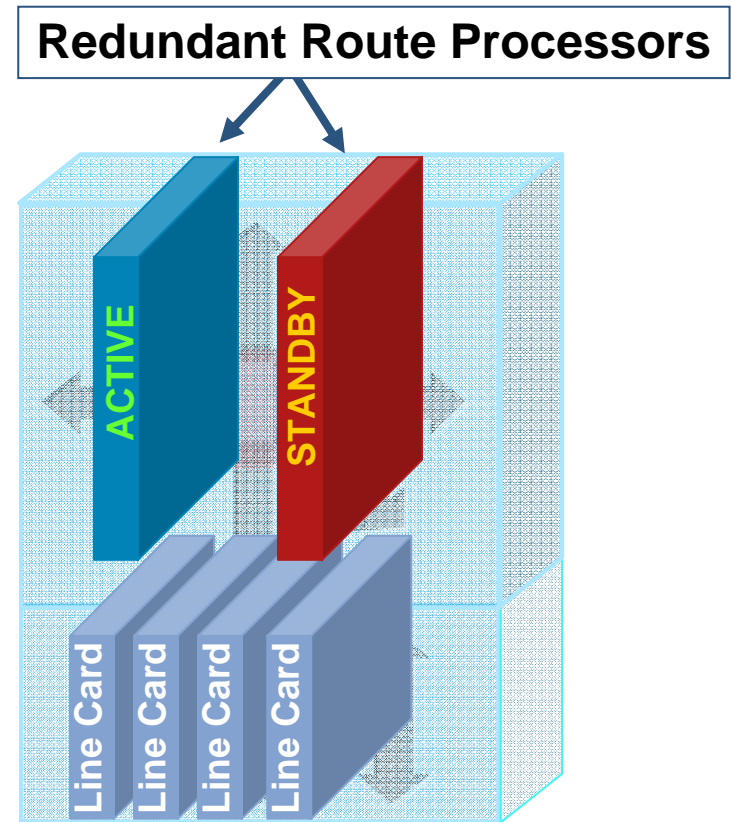 Redundant Route Processors
ACTIVE
STANDBY
Line Card
Line Card
Line Card
Line Card